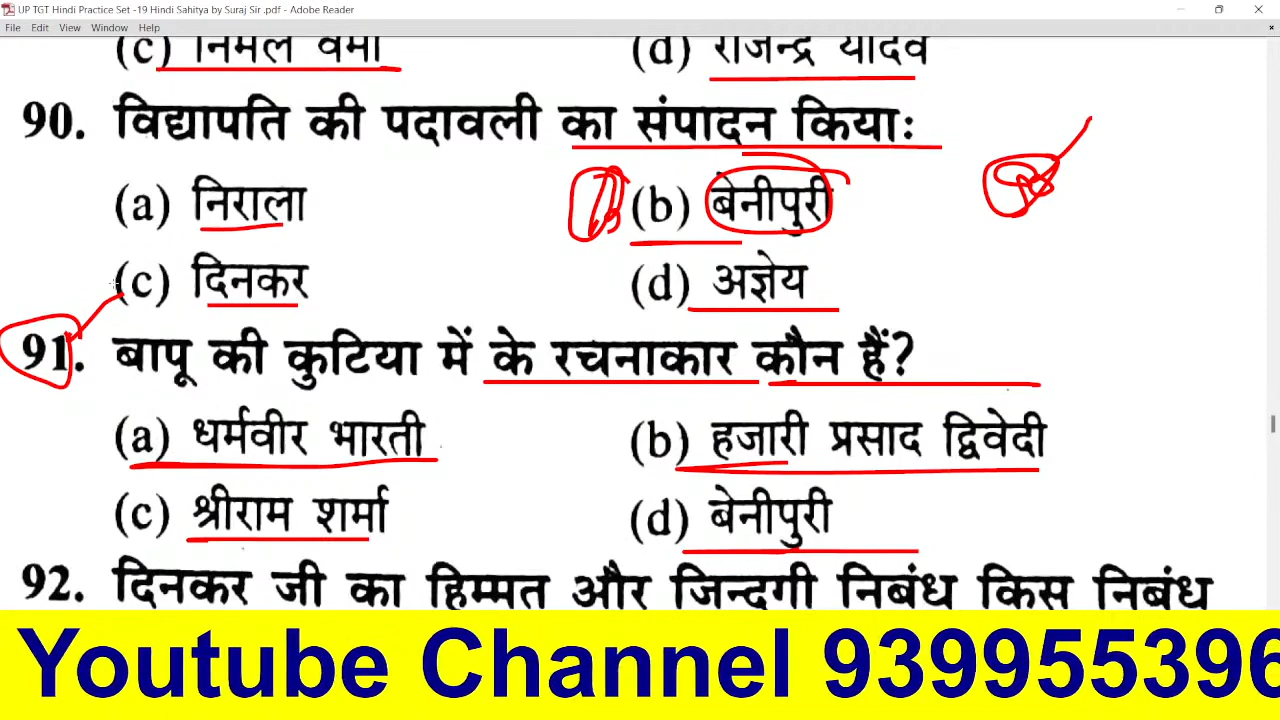 UP TGT Hindi Practice Set -19 Hindi Sahitya by Suraj Sir .pdf - Adobe Reader
File Edit View Window Help
(c) निर्मल वर्मा (d) राजेन्द्र यादव
90. विद्यापति की पदावली का संपादन कियाः
(a) निराला (b) बेनीपुरी
(c) दिनकर (d) अज्ञेय
91. बापू की कुटिया में के रचनाकार कौन हैं?
(a) धर्मवीर भारती (b) हजारी प्रसाद द्विवेदी
(c) श्रीराम शर्मा (d) बेनीपुरी
92. दिनकर जी का हिम्मत और जिन्दगी निबंध किस निबंध
Youtube Channel 939955396